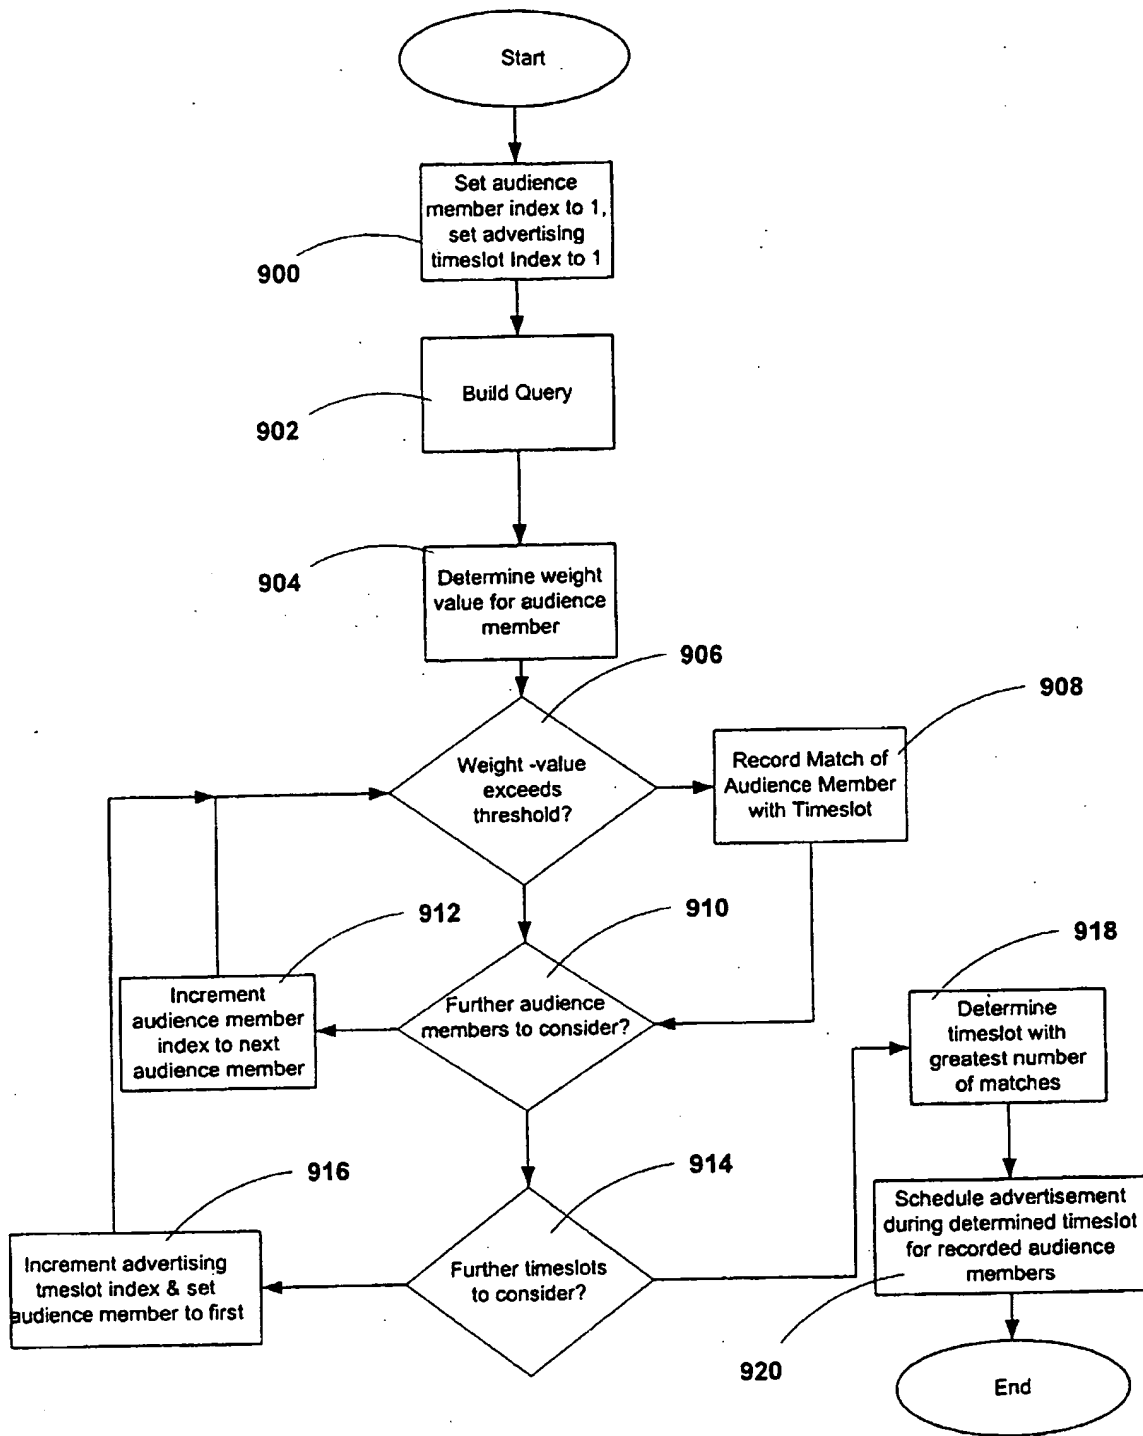 Start
Set audience
member index to 1,
set advertising
timeslot index to 1
900
Build Query
902
904
Determine weight
value for audience
member
906
908
Weight -value
exceeds
threshold?
Record Match of
Audience Member
with Timeslot
912
910
918
Increment
audience member
index to next
audience member
Further audience
members to consider?
Determine
timeslot with
greatest number
of matches
916
914
Increment advertising
tmeslot index & set
audience member to first
Further timeslots
to consider?
Schedule advertisement
during determined timeslot
for recorded audience
members
920
End